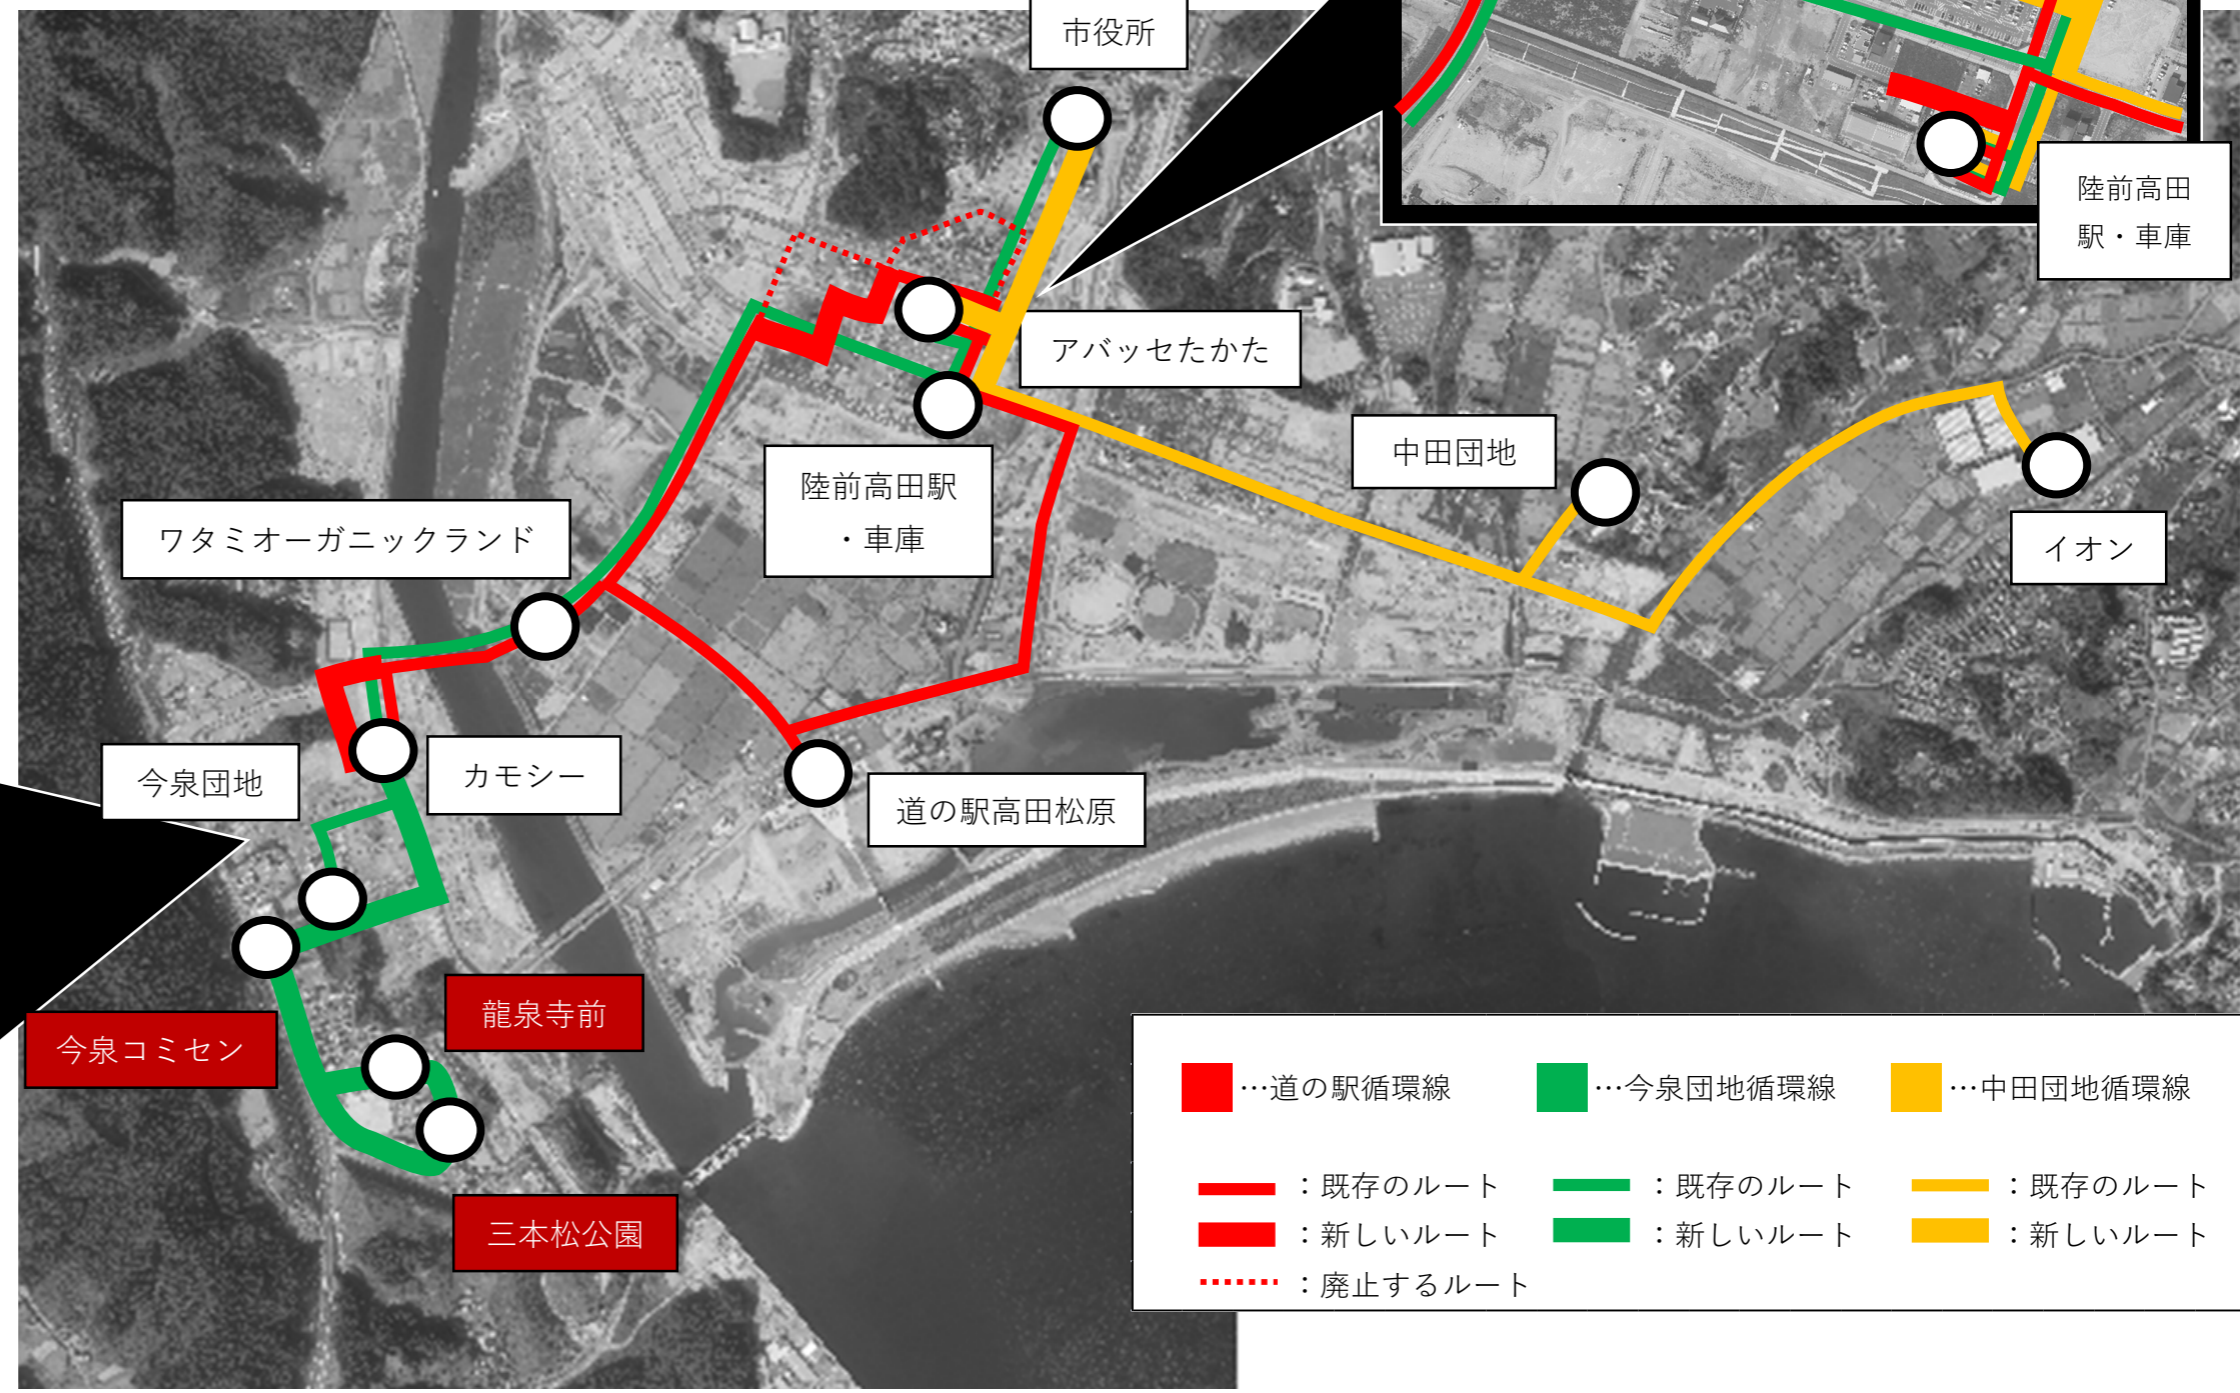 市役所
陸前高田
駅・車庫
アバッセたかた
中田団地
陸前高田駅
・車庫
ワタミオーガニックランド
イオン
今泉団地
カモシー
道の駅高田松原
龍泉寺前
今泉コミセン
三本松公園
…道の駅循環線
…今泉団地循環線
…中田団地循環線
：既存のルート
：既存のルート
：既存のルート
：新しいルート
：新しいルート
：新しいルート
：廃止するルート